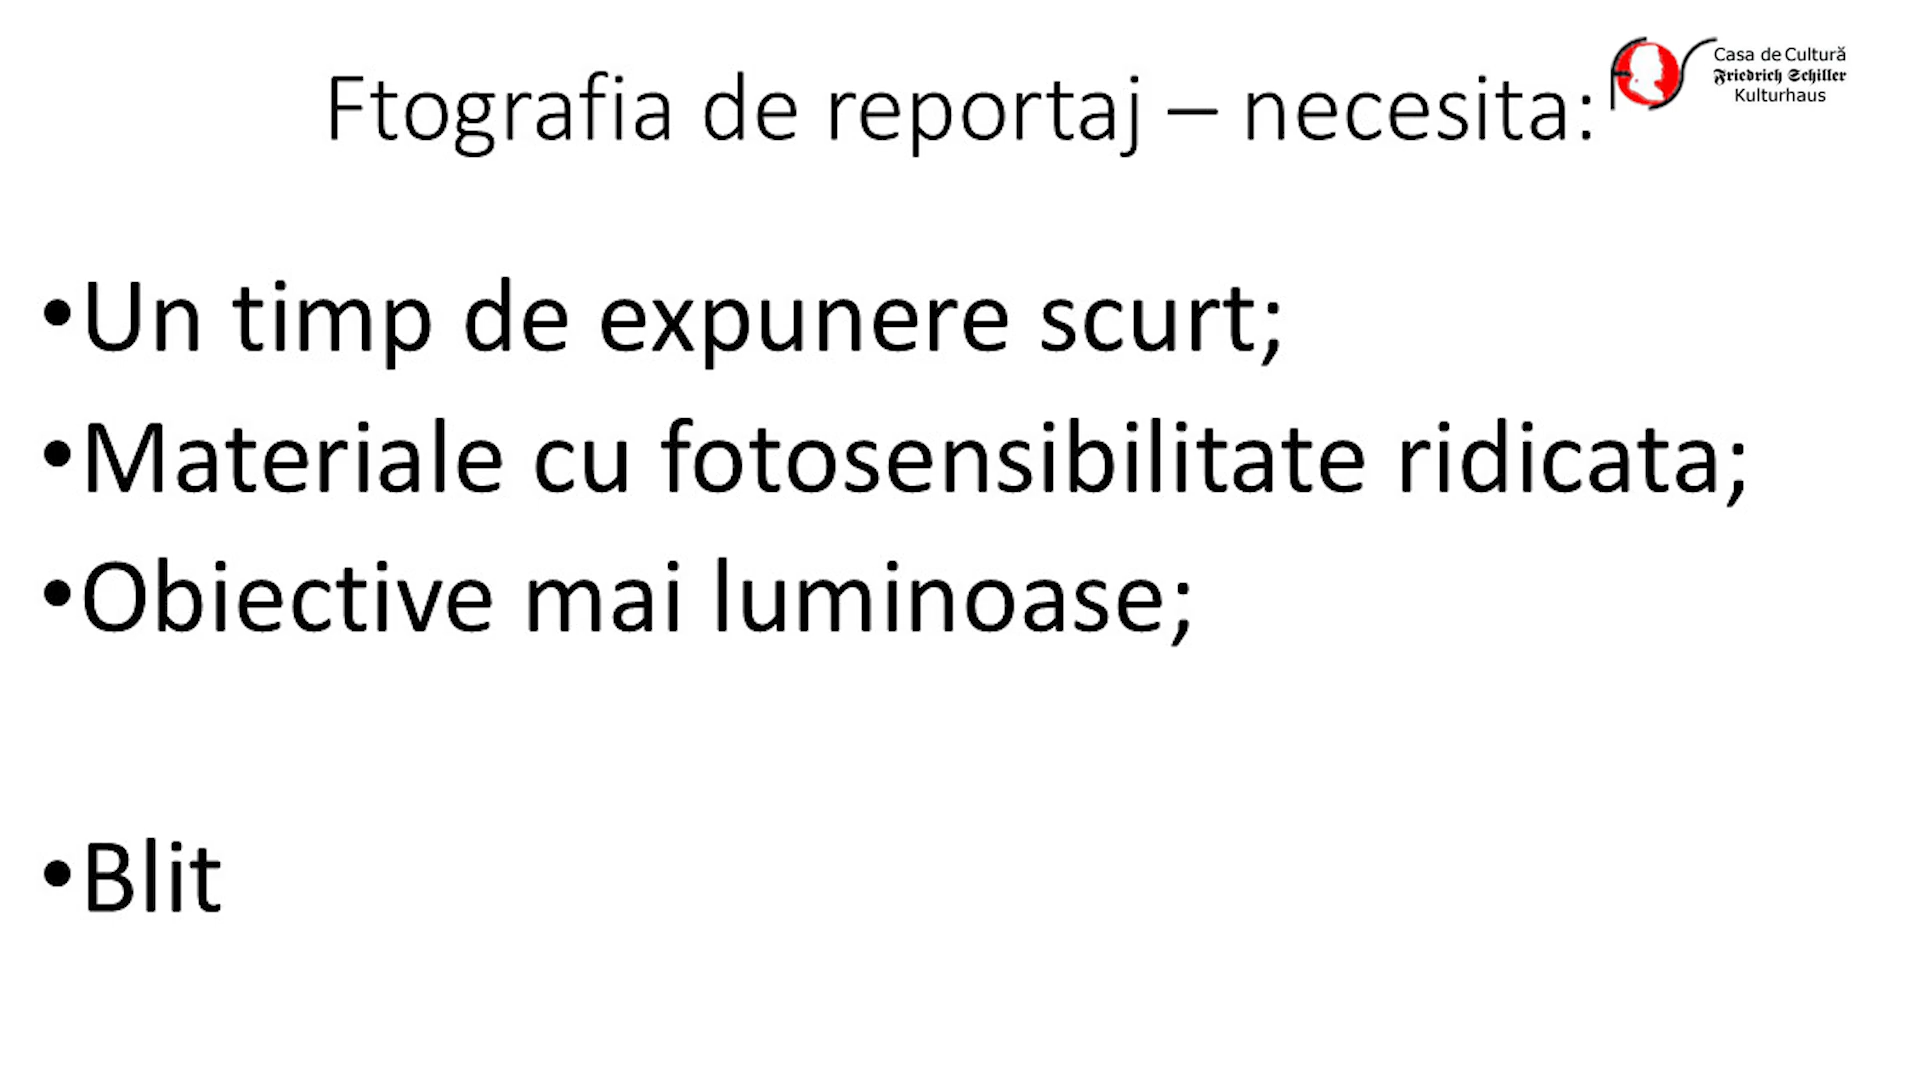 Ftografia de reportaj – necesita:
Casa de Cultură
Friedrich Schiller
Kulturhaus
•Un timp de expunere scurt;
•Materiale cu fotosensibilitate ridicata;
•Obiective mai luminoase;
•Blit